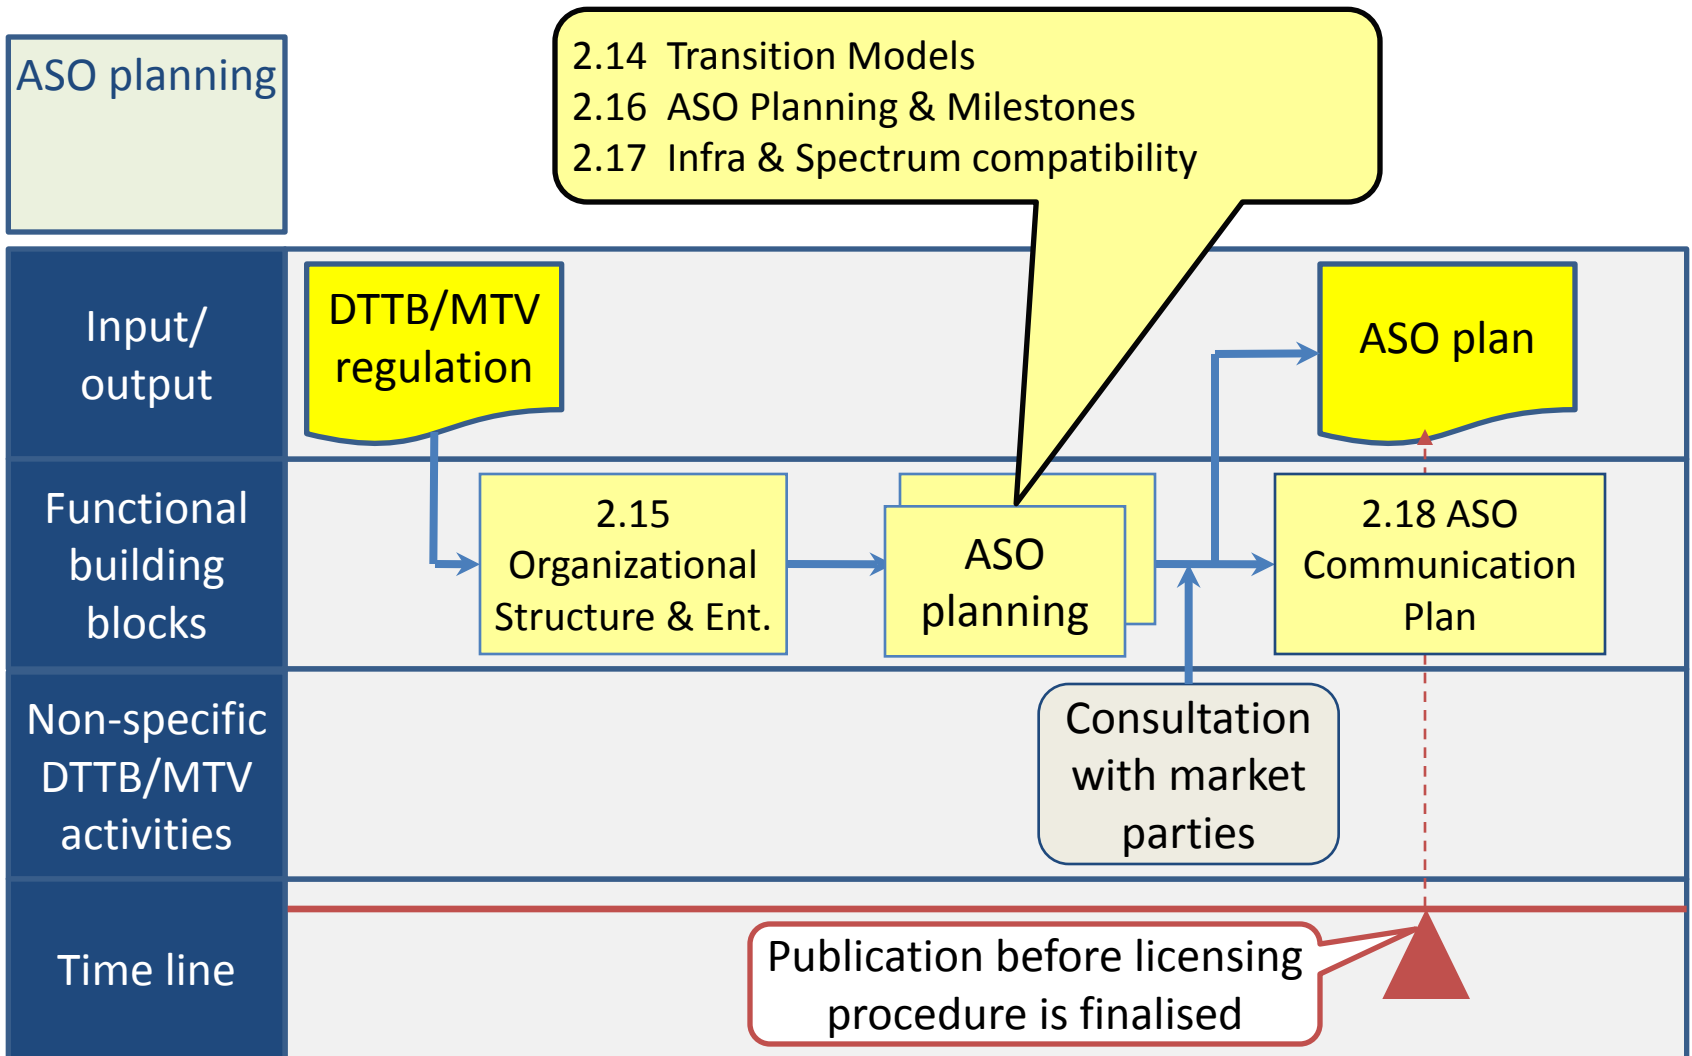 ASO planning
2.14 Transition Models
2.16 ASO Planning & Milestones
2.17 Infra & Spectrum compatibility
Input/
output
DTTB/MTV
regulation
ASO plan
Functional
building
blocks
2.15
Organizational
Structure & Ent.
ASO
planning
2.18 ASO
Communication
Plan
Non-specific
DTTB/MTV
activities
Consultation
with market
parties
Time line
Publication before licensing
procedure is finalised